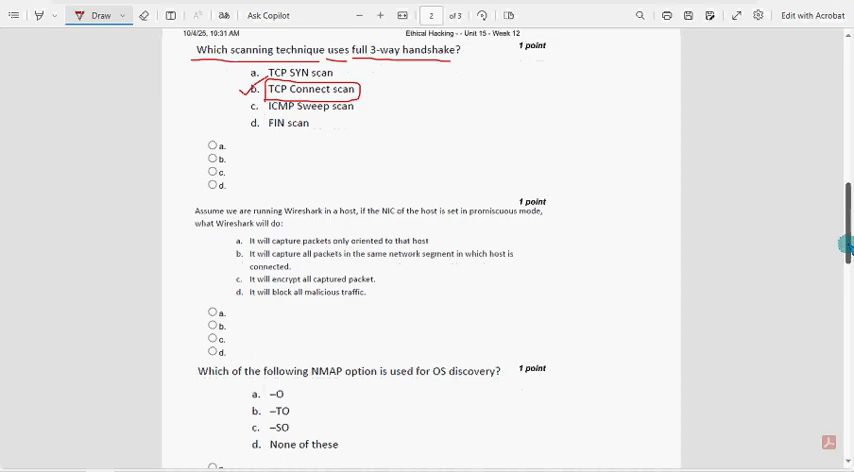 Draw
Ask Copilot
2
of 3
Edit with Acrobat
10/4/25, 10:31 AM
Ethical Hacking - - Unit 15 - Week 12
Which scanning technique uses full 3-way handshake?
1 point
a. TCP SYN scan
b. TCP Connect scan
c. ICMP Sweep scan
d. FIN scan
a.
b.
c.
d.
1 point
Assume we are running Wireshark in a host, if the NIC of the host is set in promiscuous mode,
what Wireshark will do:
a. It will capture packets only oriented to that host
b. It will capture all packets in the same network segment in which host is
connected.
c. It will encrypt all captured packet.
d. It will block all malicious traffic.
a.
b.
c.
d.
Which of the following NMAP option is used for OS discovery?
1 point
a. –O
b. –TO
c. –SO
d. None of these